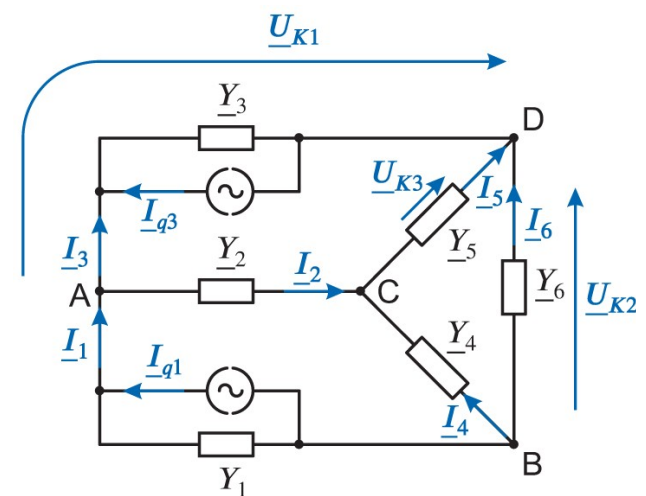 U_K1
Y_3
D
U_K3
I_q3
I_5
I_6
I_3
Y_2
I_2
Y_5
Y_6
A
C
U_K2
I_1
I_q1
Y_4
I_4
B
Y_1